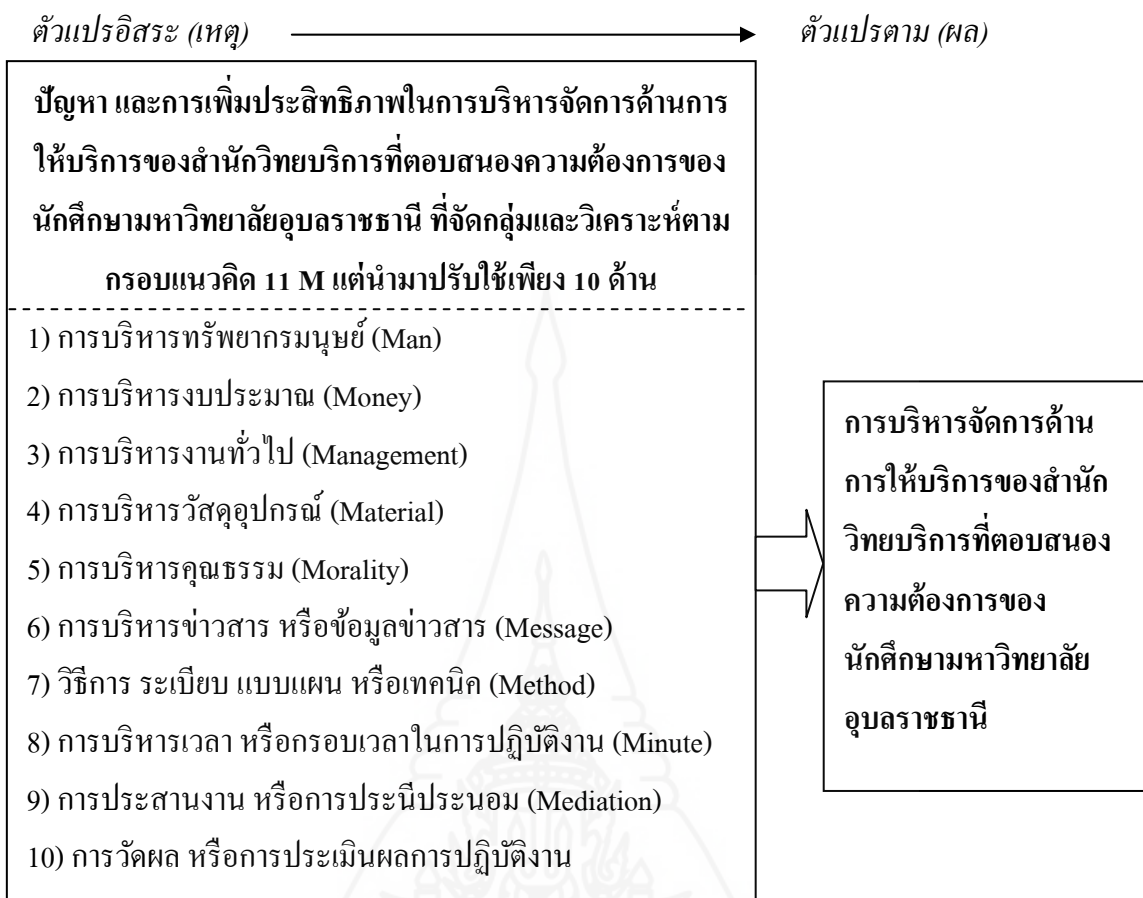 ตัวแปรอิสระ (เหตุ) ตัวแปรตาม (ผล)
ปัญหา และการเพิ่มประสิทธิภาพในการบริหารจัดการด้านการ
ให้บริการของสำนักวิทยบริการที่ตอบสนองความต้องการของ
นักศึกษามหาวิทยาลัยอุบลราชธานี ที่จัดกลุ่มและวิเคราะห์ตาม
กรอบแนวคิด 11 M แต่นำมาปรับใช้เพียง 10 ด้าน
1) การบริหารทรัพยากรมนุษย์ (Man)
2) การบริหารงบประมาณ (Money)
3) การบริหารงานทั่วไป (Management)
4) การบริหารวัสดุอุปกรณ์ (Material)
5) การบริหารคุณธรรม (Morality)
6) การบริหารข่าวสาร หรือข้อมูลข่าวสาร (Message)
7) วิธีการ ระเบียบ แบบแผน หรือเทคนิค (Method)
8) การบริหารเวลา หรือกรอบเวลาในการปฏิบัติงาน (Minute)
9) การประสานงาน หรือการประนีประนอม (Mediation)
10) การวัดผล หรือการประเมินผลการปฏิบัติงาน
การบริหารจัดการด้าน
การให้บริการของสำนัก
วิทยบริการที่ตอบสนอง
ความต้องการของ
นักศึกษามหาวิทยาลัย
อุบลราชธานี